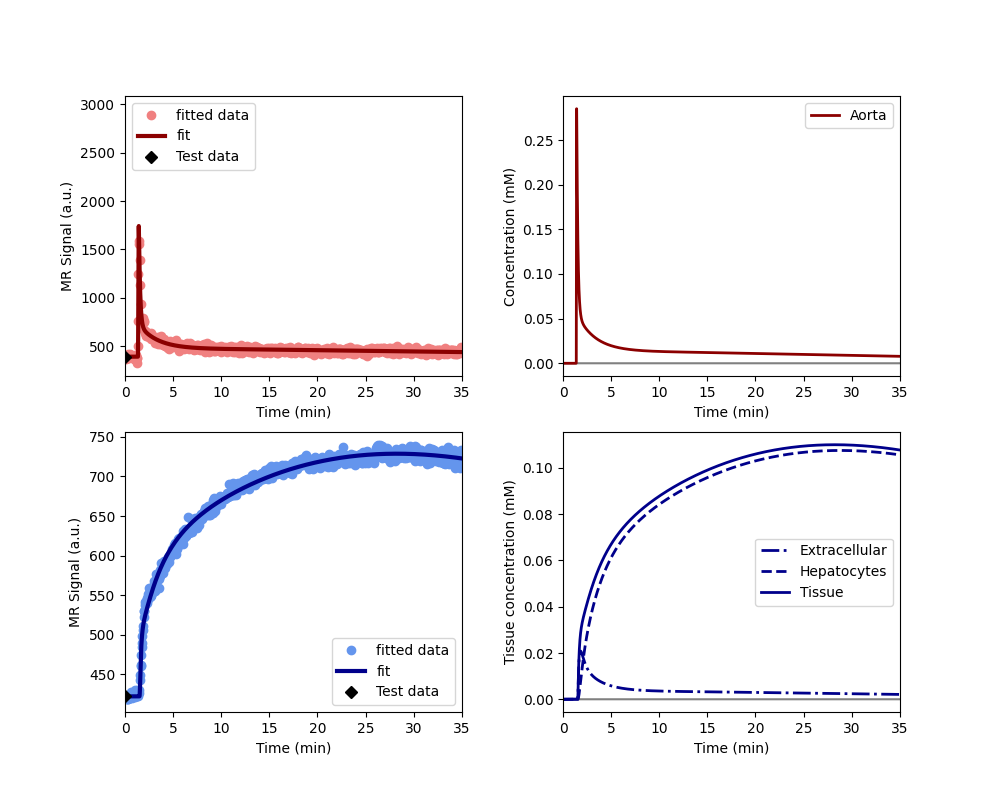 3000
2500
2000
1500
1000
500
MR Signal (a.u.)
fitted data
fit
Test data
0 5 10 15 20 25 30 35
Time (min)
0.25
0.20
0.15
0.10
0.05
0.00
Concentration (mM)
Aorta
0 5 10 15 20 25 30 35
Time (min)
750
700
650
600
550
500
450
MR Signal (a.u.)
fitted data
fit
Test data
0 5 10 15 20 25 30 35
Time (min)
0.10
0.08
0.06
0.04
0.02
0.00
Tissue concentration (mM)
Extracellular
Hepatocytes
Tissue
0 5 10 15 20 25 30 35
Time (min)